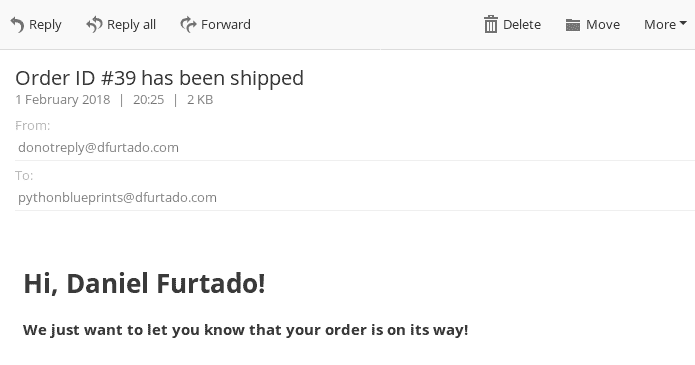 Reply Reply all Forward Delete Move More
Order ID #39 has been shipped
1 February 2018 | 20:25 | 2 KB
From:
donotreply@dfurtado.com
To:
pythonblueprints@dfurtado.com
Hi, Daniel Furtado!
We just want to let you know that your order is on its way!